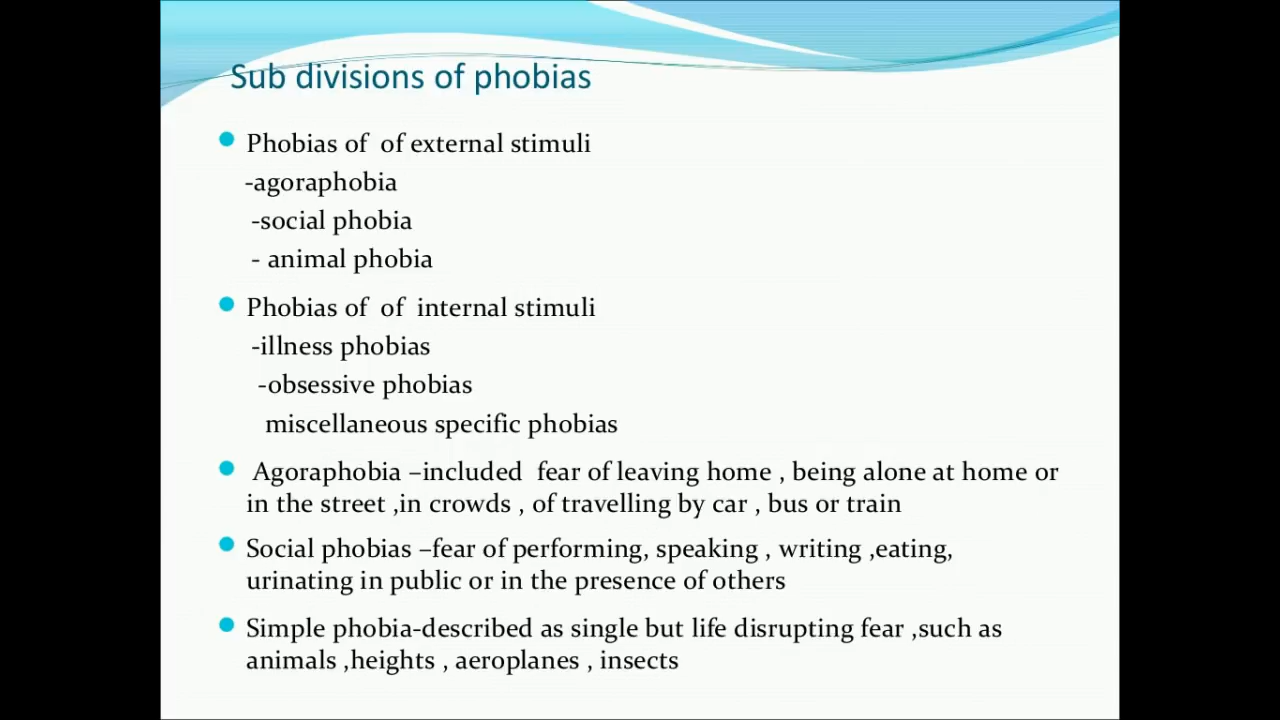 Sub divisions of phobias
Phobias of of external stimuli
-agoraphobia
-social phobia
- animal phobia
Phobias of of internal stimuli
-illness phobias
-obsessive phobias
miscellaneous specific phobias
Agoraphobia –included fear of leaving home , being alone at home or
in the street ,in crowds , of travelling by car , bus or train
Social phobias –fear of performing, speaking , writing ,eating,
urinating in public or in the presence of others
Simple phobia-described as single but life disrupting fear ,such as
animals ,heights , aeroplanes , insects